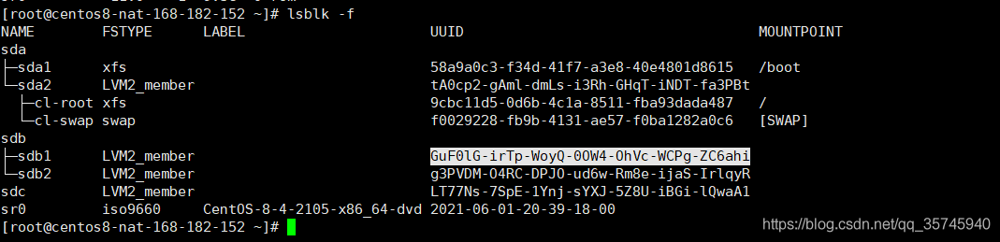 [root@centos8-nat-168-182-152 ~]# lsblk -f
NAME FSTYPE LABEL UUID MOUNTPOINT
sda
├─sda1 xfs 58a9a0c3-f34d-41f7-a3e8-40e4801d8615 /boot
└─sda2 LVM2_member tA0cp2-gAml-dmLs-i3Rh-GHqT-iNDT-fa3PBt
├─cl-root xfs 9cbc11d5-0d6b-4c1a-8511-fba93dada487 /
└─cl-swap swap f0029228-fb9b-4131-ae57-f0ba1282a0c6 [SWAP]
sdb
├─sdb1 LVM2_member GuF0lG-irTp-WoyQ-0OW4-OhVc-WCPg-ZC6ahi
└─sdb2 LVM2_member g3PVDM-O4RC-DPJO-ud6w-Rm8e-ijaS-IrlqyR
sdc LVM2_member LT77Ns-7SpE-1Ynj-sYXJ-5Z8U-iBGi-lQwaA1
sr0 iso9660 CentOS-8-4-2105-x86_64-dvd 2021-06-01-20-39-18-00
[root@centos8-nat-168-182-152 ~]#
https://blog.csdn.net/qq_35745940